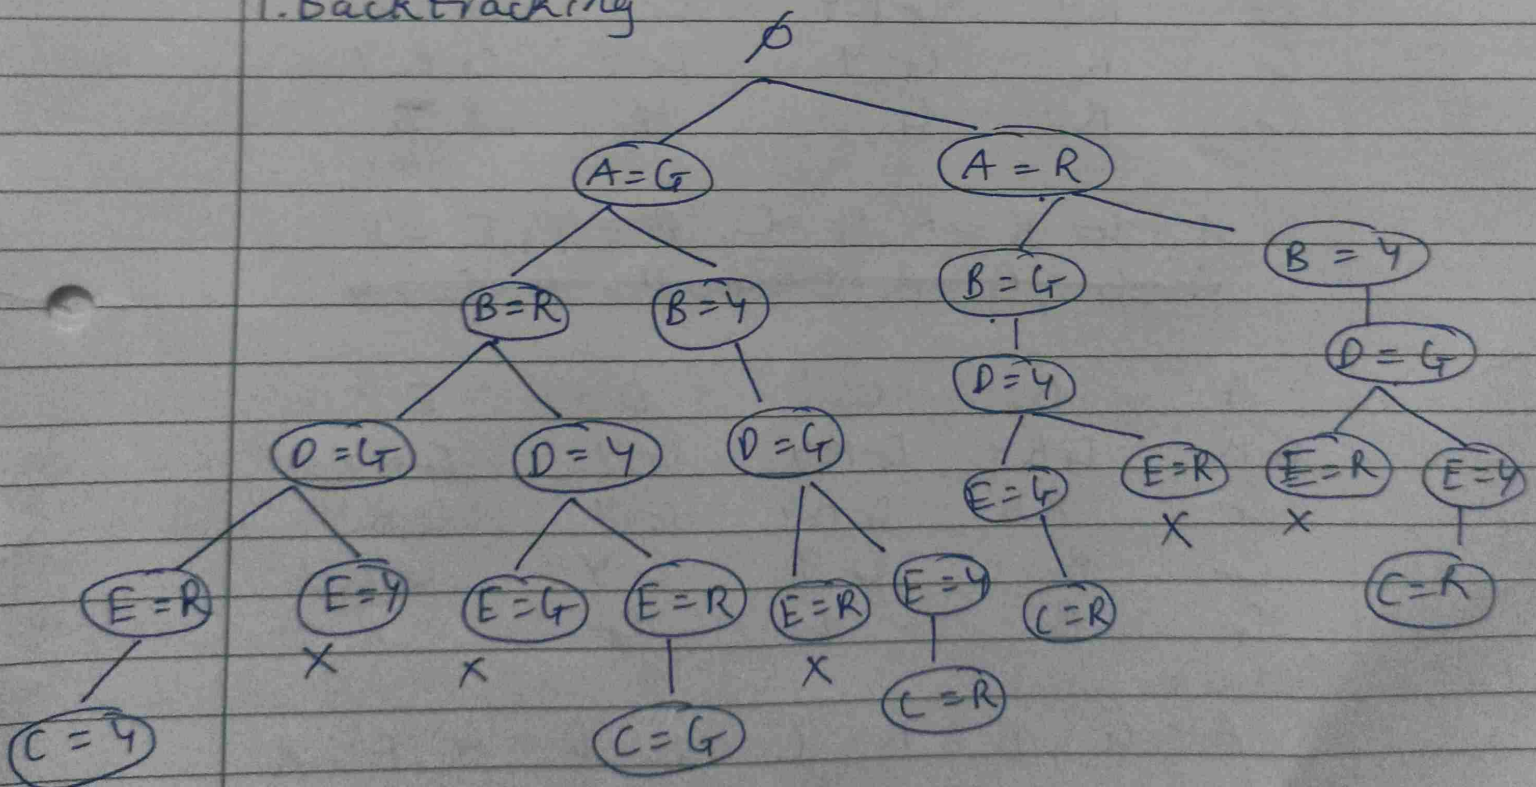 1. Backtracking
∅
A = G A = R
B = R B = Y B = G B = Y
D = G D = Y D = G D = Y D = G
E = R E = Y E = G E = R E = R E = Y E = G E = R E = R E = Y
X X X X X
C = Y C = G C = R C = R C = R